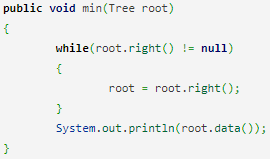 public void min(Tree root)
{
while(root.right() != null)
{
root = root.right();
}
System.out.println(root.data());
}